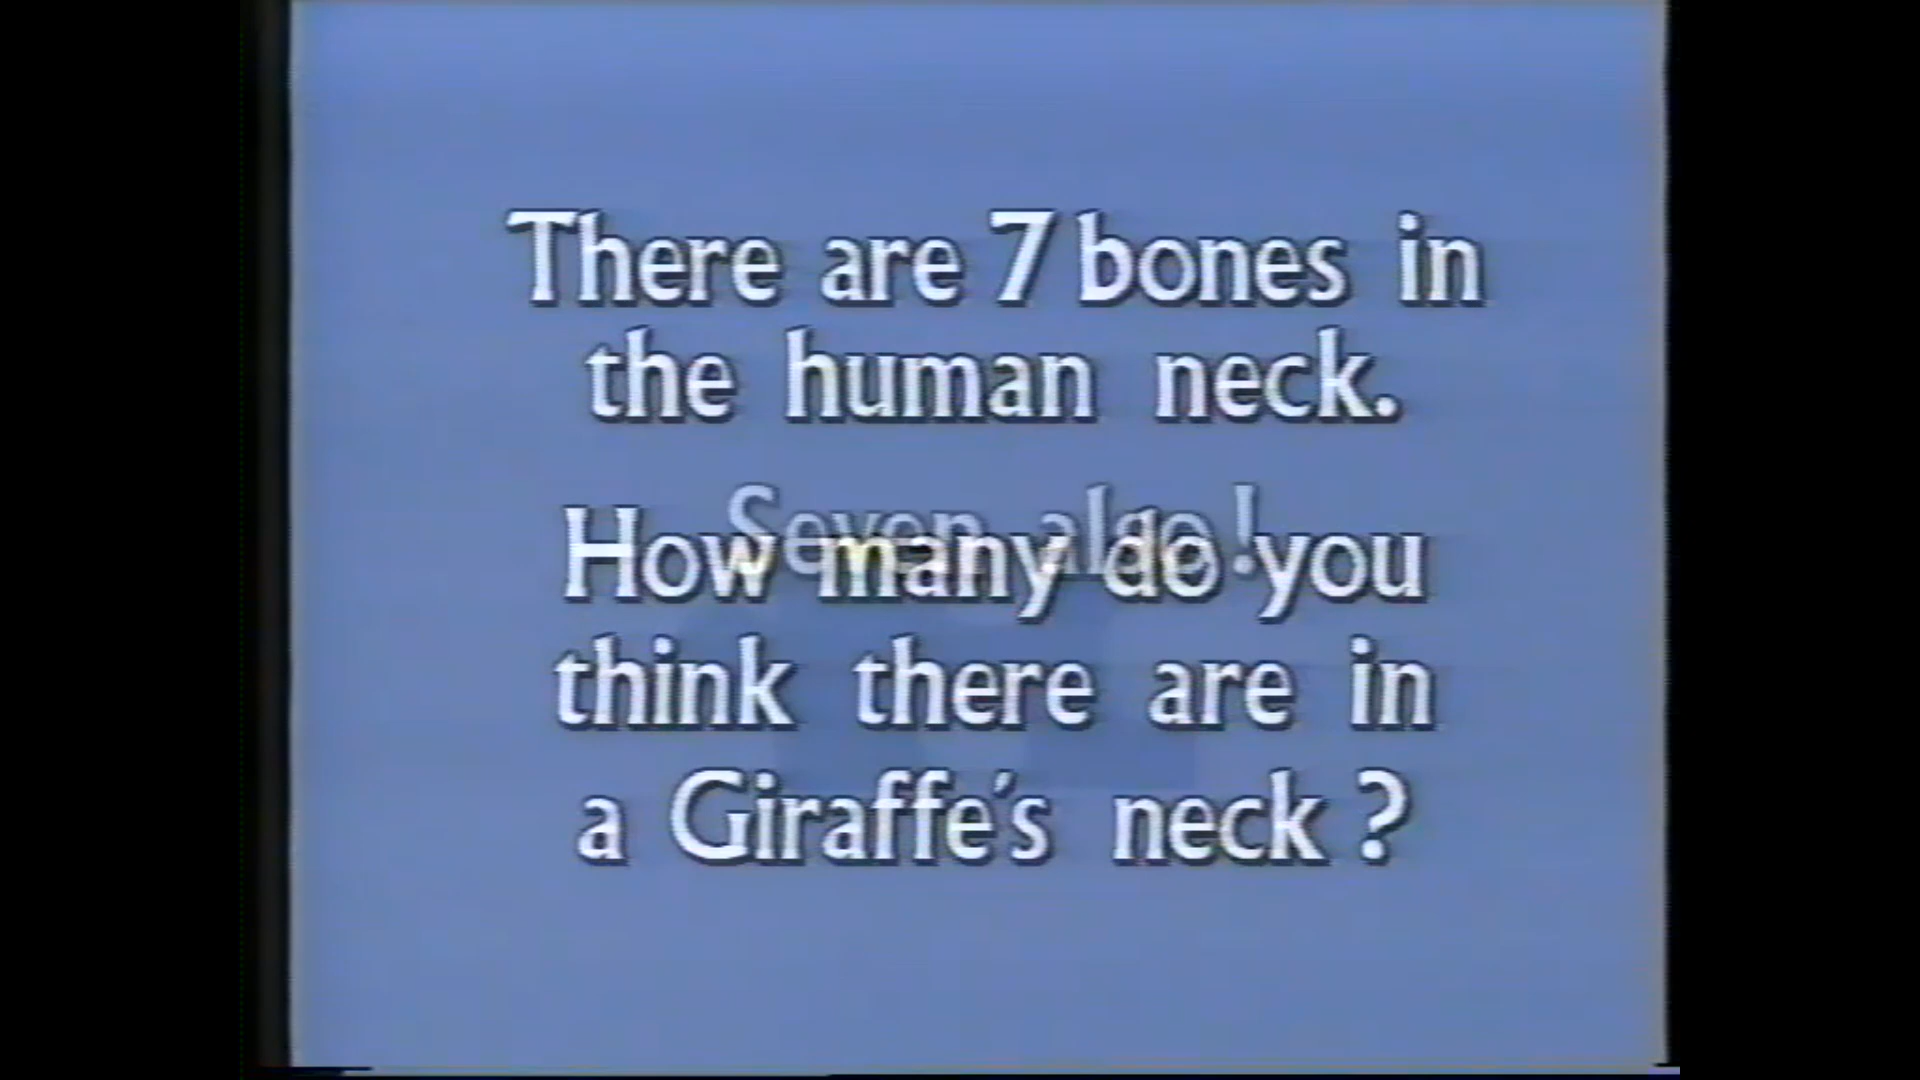 There are 7 bones in
the human neck.
Seven also!
How many do you
think there are in
a Giraffe's neck ?